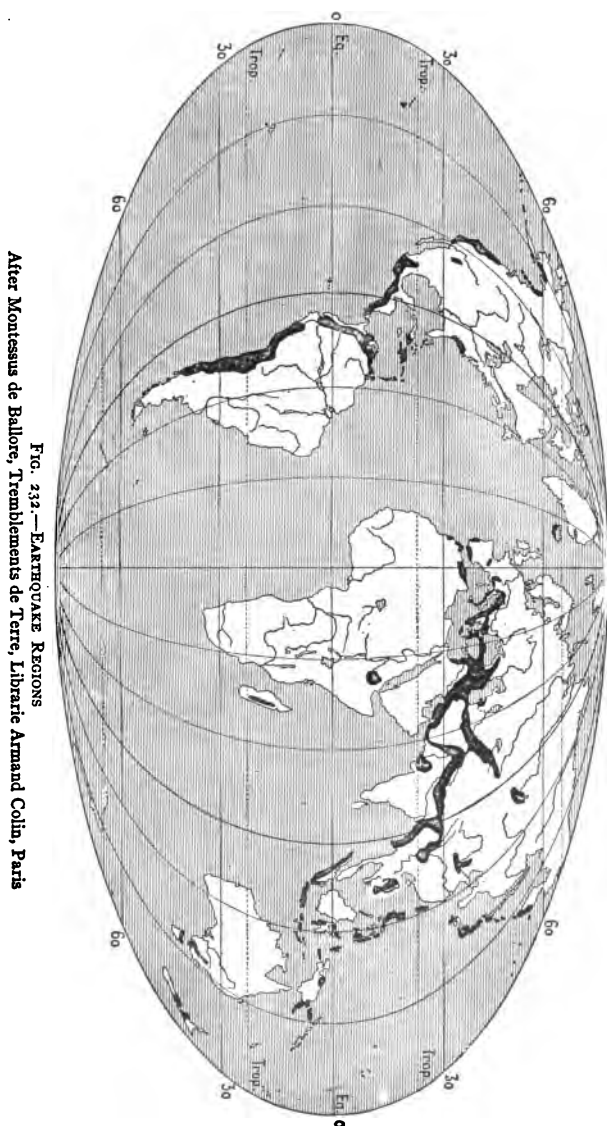 60 60
30 30
Trop. Trop.
0 Eq. Eq. 0
Trop. Trop.
30 30
60 60
FIG. 232.—EARTHQUAKE REGIONS
After Montessus de Ballore, Tremblements de Terre, Librarie Armand Colin, Paris